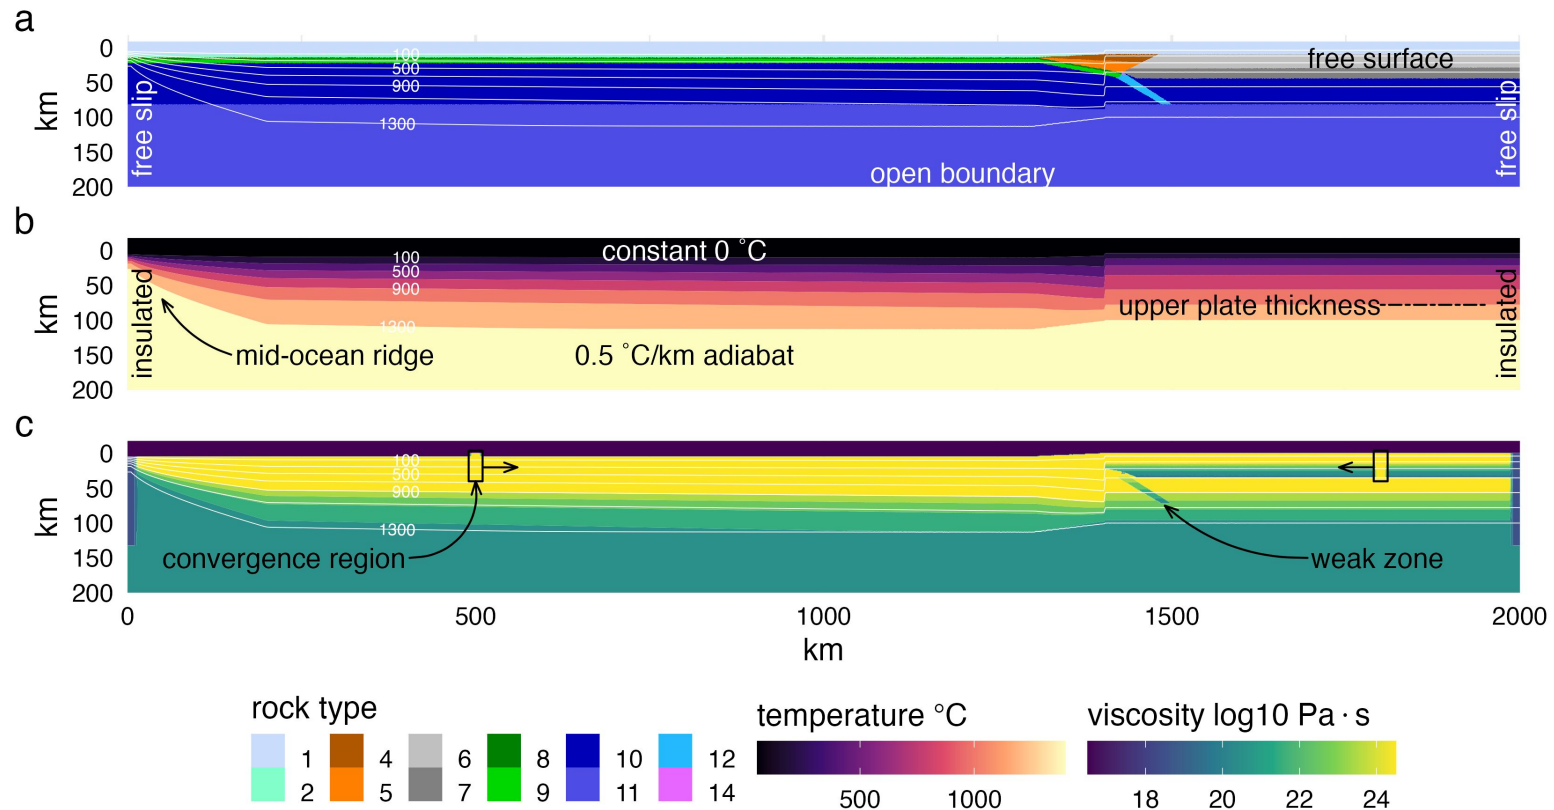 a
0
50
100
150
200
km
free slip
100
500
900
1300
free surface
open boundary
free slip
b
0
50
100
150
200
km
insulated
constant 0 °C
100
500
900
1300
mid-ocean ridge
0.5 °C/km adiabat
upper plate thickness
insulated
c
0
50
100
150
200
km
100
500
900
1300
convergence region
weak zone
0 500 1000 1500 2000
km
rock type
1 4 6 8 10 12
2 5 7 9 11 14
temperature °C
500 1000
viscosity log10 Pa · s
18 20 22 24